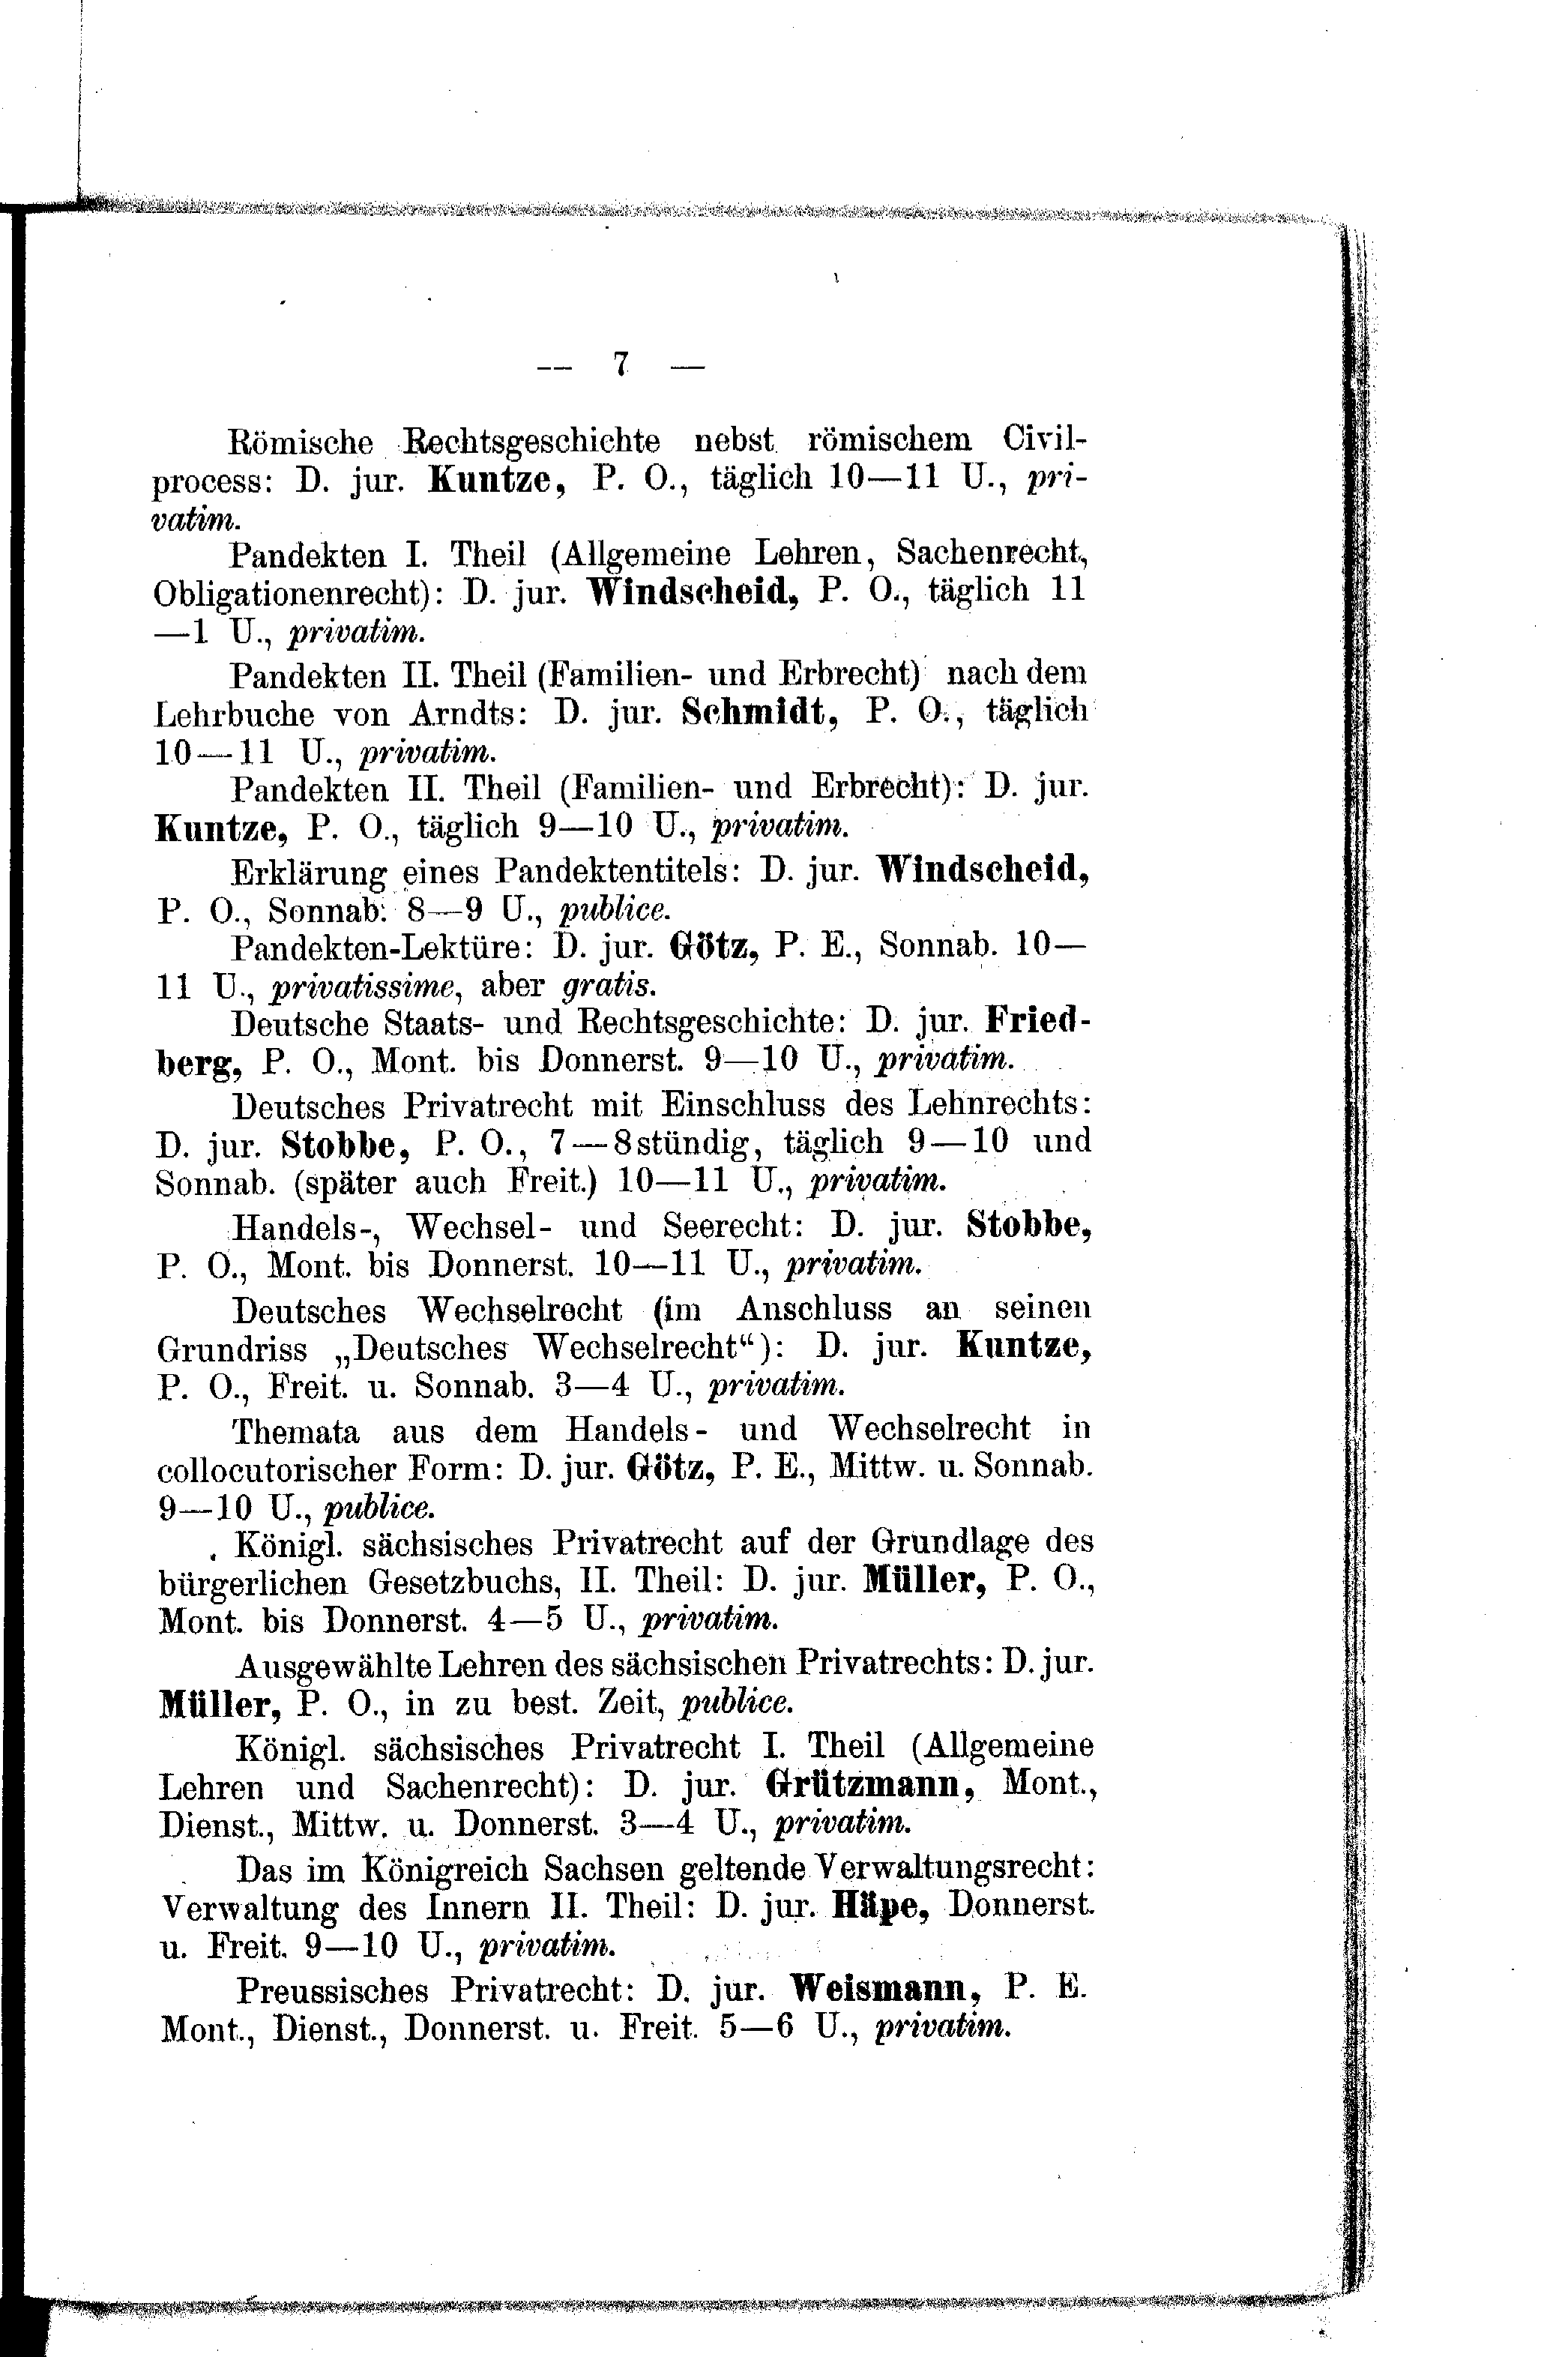 — 7 —
Römische Rechtsgeschichte nebst römischem Civil-
process: D. jur. Kuntze, P. O., täglich 10—11 U., pri-
vatim.
Pandekten I. Theil (Allgemeine Lehren, Sachenrecht,
Obligationenrecht): D. jur. Windscheid, P. O., täglich 11
—1 U., privatim.
Pandekten II. Theil (Familien- und Erbrecht) nach dem
Lehrbuche von Arndts: D. jur. Schmidt, P. O., täglich
10—11 U., privatim.
Pandekten II. Theil (Familien- und Erbrecht): D. jur.
Kuntze, P. O., täglich 9—10 U., privatim.
Erklärung eines Pandektentitels: D. jur. Windscheid,
P. O., Sonnab. 8—9 U., publice.
Pandekten-Lektüre: D. jur. Götz, P. E., Sonnab. 10—
11 U., privatissime, aber gratis.
Deutsche Staats- und Rechtsgeschichte: D. jur. Fried-
berg, P. O., Mont. bis Donnerst. 9—10 U., privatim.
Deutsches Privatrecht mit Einschluss des Lehnrechts:
D. jur. Stobbe, P. O., 7—8stündig, täglich 9—10 und
Sonnab. (später auch Freit.) 10—11 U., privatim.
Handels-, Wechsel- und Seerecht: D. jur. Stobbe,
P. O., Mont. bis Donnerst. 10—11 U., privatim.
Deutsches Wechselrecht (im Anschluss an seinen
Grundriss „Deutsches Wechselrecht“): D. jur. Kuntze,
P. O., Freit. u. Sonnab. 3—4 U., privatim.
Themata aus dem Handels- und Wechselrecht in
collocutorischer Form: D. jur. Götz, P. E., Mittw. u. Sonnab.
9—10 U., publice.
Königl. sächsisches Privatrecht auf der Grundlage des
bürgerlichen Gesetzbuchs, II. Theil: D. jur. Müller, P. O.,
Mont. bis Donnerst. 4—5 U., privatim.
Ausgewählte Lehren des sächsischen Privatrechts: D. jur.
Müller, P. O., in zu best. Zeit, publice.
Königl. sächsisches Privatrecht I. Theil (Allgemeine
Lehren und Sachenrecht): D. jur. Grützmann, Mont.,
Dienst., Mittw. u. Donnerst. 3—4 U., privatim.
Das im Königreich Sachsen geltende Verwaltungsrecht:
Verwaltung des Innern II. Theil: D. jur. Häpe, Donnerst.
u. Freit. 9—10 U., privatim.
Preussisches Privatrecht: D. jur. Weismann, P. E.
Mont., Dienst., Donnerst. u. Freit. 5—6 U., privatim.